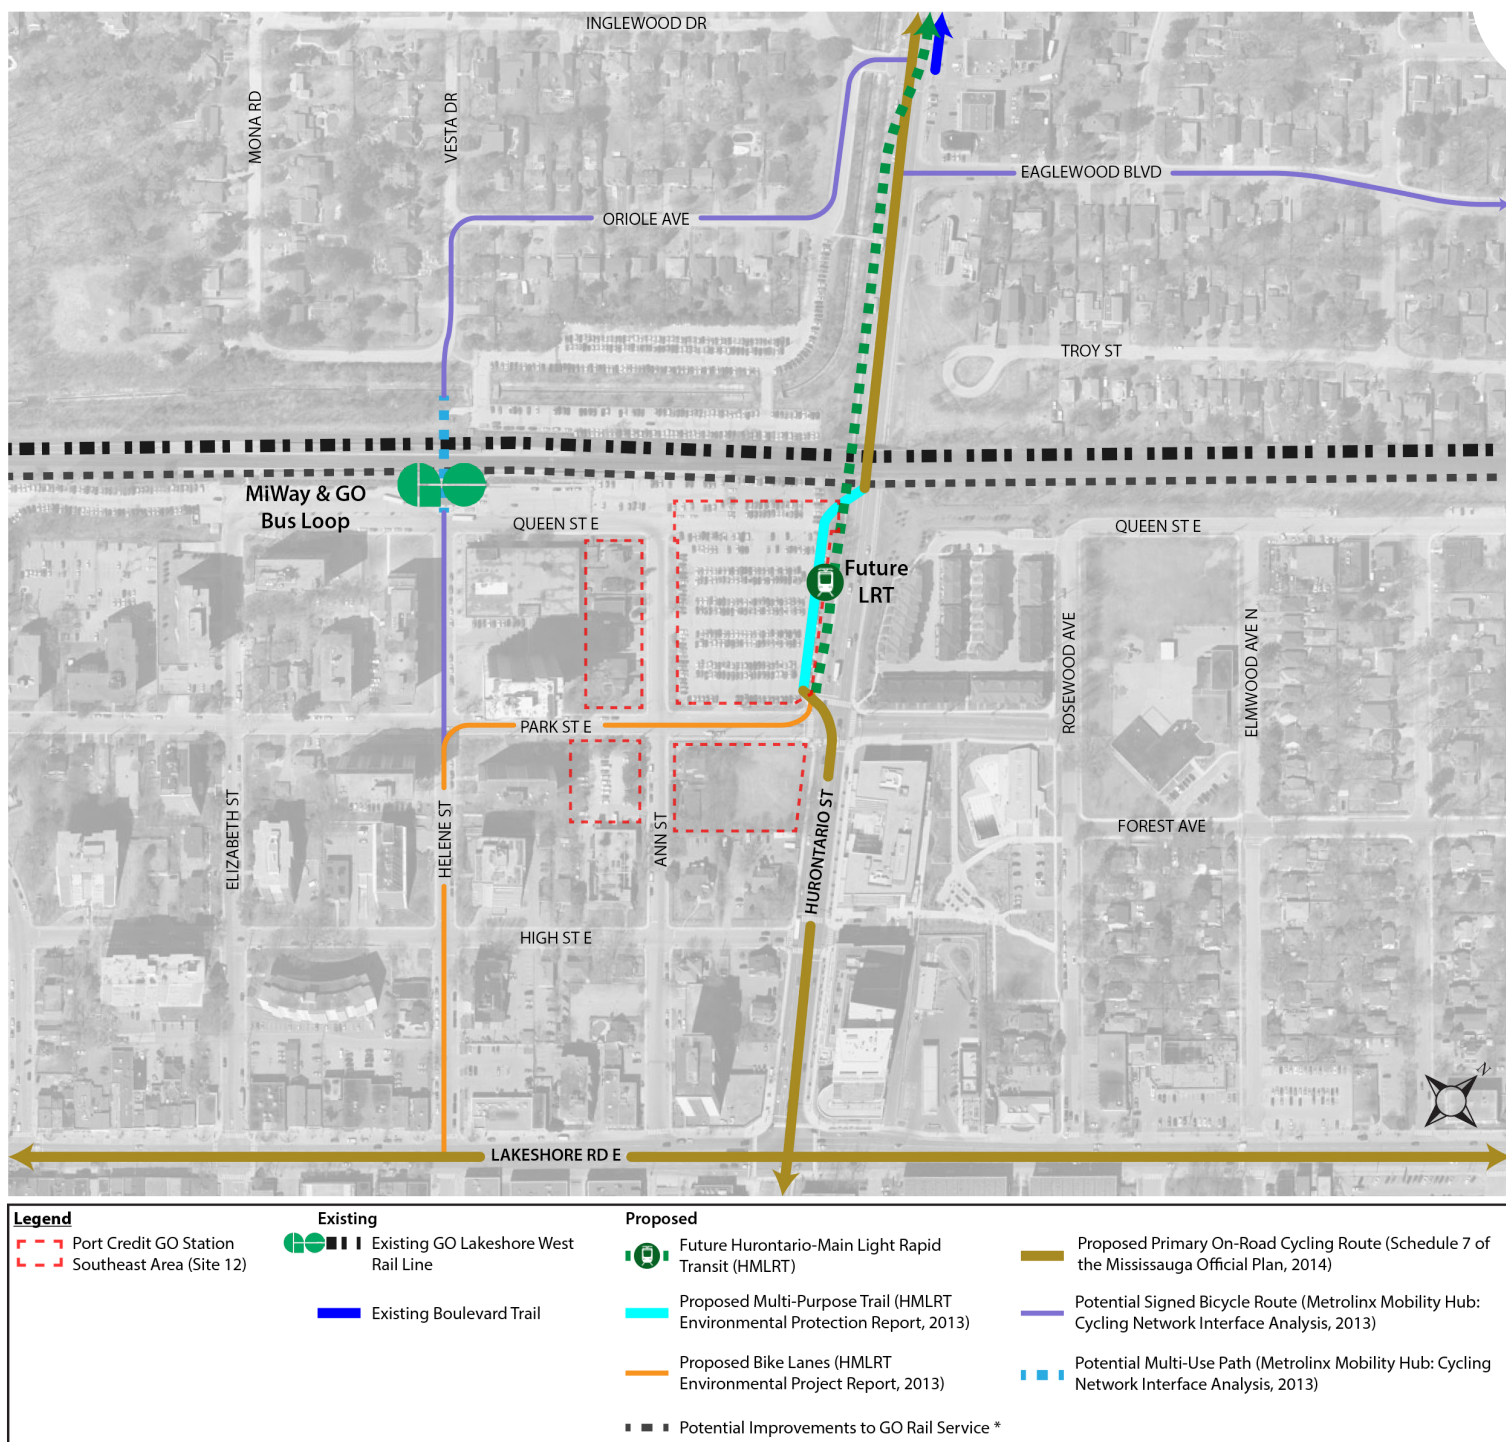 INGLEWOOD DR
MONA RD
VESTA DR
EAGLEWOOD BLVD
ORIOLE AVE
TROY ST
MiWay & GO
Bus Loop
QUEEN ST E
QUEEN ST E
Future
LRT
ROSEWOOD AVE
ELMWOOD AVE N
PARK ST E
ELIZABETH ST
HELENE ST
ANN ST
HURONTARIO ST
FOREST AVE
HIGH ST E
N
LAKESHORE RD E
Legend
Port Credit GO Station
Southeast Area (Site 12)
Existing
Existing GO Lakeshore West
Rail Line
Existing Boulevard Trail
Proposed
Future Hurontario-Main Light Rapid
Transit (HMLRT)
Proposed Multi-Purpose Trail (HMLRT
Environmental Protection Report, 2013)
Proposed Bike Lanes (HMLRT
Environmental Project Report, 2013)
Potential Improvements to GO Rail Service *
Proposed Primary On-Road Cycling Route (Schedule 7 of
the Mississauga Official Plan, 2014)
Potential Signed Bicycle Route (Metrolinx Mobility Hub:
Cycling Network Interface Analysis, 2013)
Potential Multi-Use Path (Metrolinx Mobility Hub: Cycling
Network Interface Analysis, 2013)